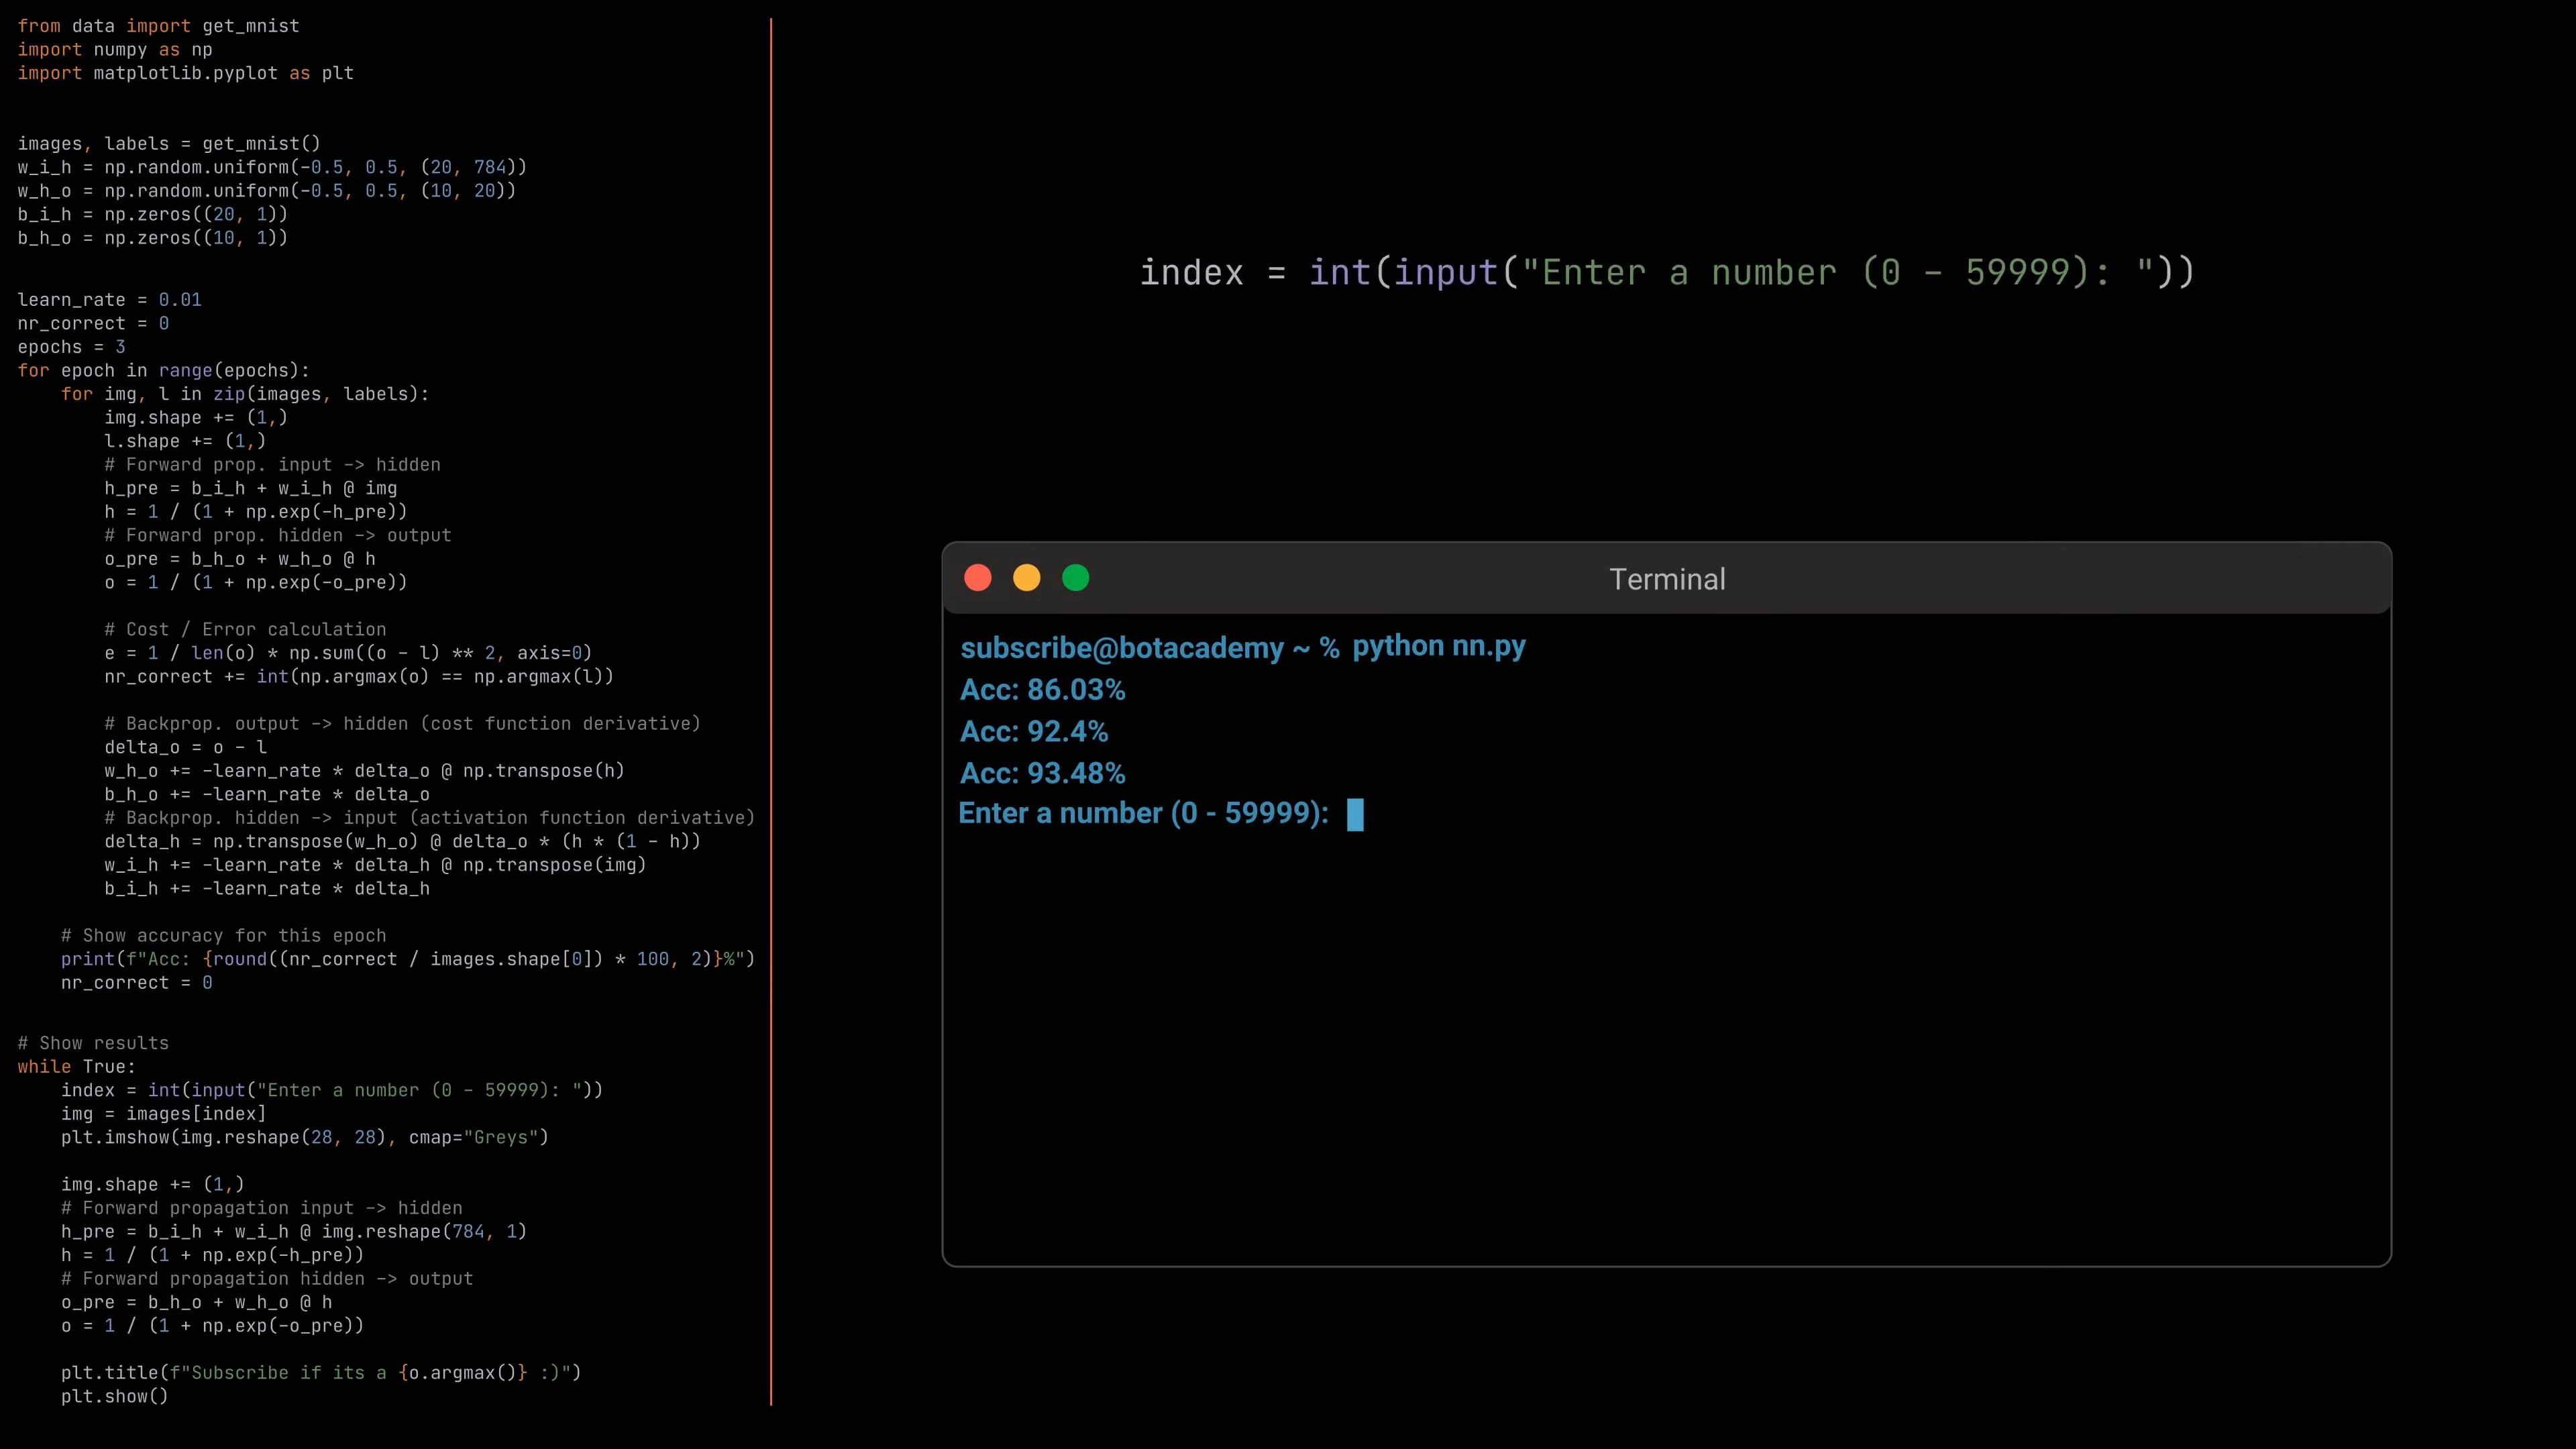 from data import get_mnist
import numpy as np
import matplotlib.pyplot as plt
images, labels = get_mnist()
w_i_h = np.random.uniform(-0.5, 0.5, (20, 784))
w_h_o = np.random.uniform(-0.5, 0.5, (10, 20))
b_i_h = np.zeros((20, 1))
b_h_o = np.zeros((10, 1))
learn_rate = 0.01
nr_correct = 0
epochs = 3
for epoch in range(epochs):
    for img, l in zip(images, labels):
        img.shape += (1,)
        l.shape += (1,)
        # Forward prop. input -> hidden
        h_pre = b_i_h + w_i_h @ img
        h = 1 / (1 + np.exp(-h_pre))
        # Forward prop. hidden -> output
        o_pre = b_h_o + w_h_o @ h
        o = 1 / (1 + np.exp(-o_pre))
        # Cost / Error calculation
        e = 1 / len(o) * np.sum((o - l) ** 2, axis=0)
        nr_correct += int(np.argmax(o) == np.argmax(l))
        # Backprop. output -> hidden (cost function derivative)
        delta_o = o - l
        w_h_o += -learn_rate * delta_o @ np.transpose(h)
        b_h_o += -learn_rate * delta_o
        # Backprop. hidden -> input (activation function derivative)
        delta_h = np.transpose(w_h_o) @ delta_o * (h * (1 - h))
        w_i_h += -learn_rate * delta_h @ np.transpose(img)
        b_i_h += -learn_rate * delta_h
    # Show accuracy for this epoch
    print(f"Acc: {round((nr_correct / images.shape[0]) * 100, 2)}%")
    nr_correct = 0
# Show results
while True:
    index = int(input("Enter a number (0 - 59999): "))
    img = images[index]
    plt.imshow(img.reshape(28, 28), cmap="Greys")
    img.shape += (1,)
    # Forward propagation input -> hidden
    h_pre = b_i_h + w_i_h @ img.reshape(784, 1)
    h = 1 / (1 + np.exp(-h_pre))
    # Forward propagation hidden -> output
    o_pre = b_h_o + w_h_o @ h
    o = 1 / (1 + np.exp(-o_pre))
    plt.title(f"Subscribe if its a {o.argmax()} :)")
    plt.show()
index = int(input("Enter a number (0 - 59999): "))
Terminal
subscribe@botacademy ~ % python nn.py
Acc: 86.03%
Acc: 92.4%
Acc: 93.48%
Enter a number (0 - 59999):